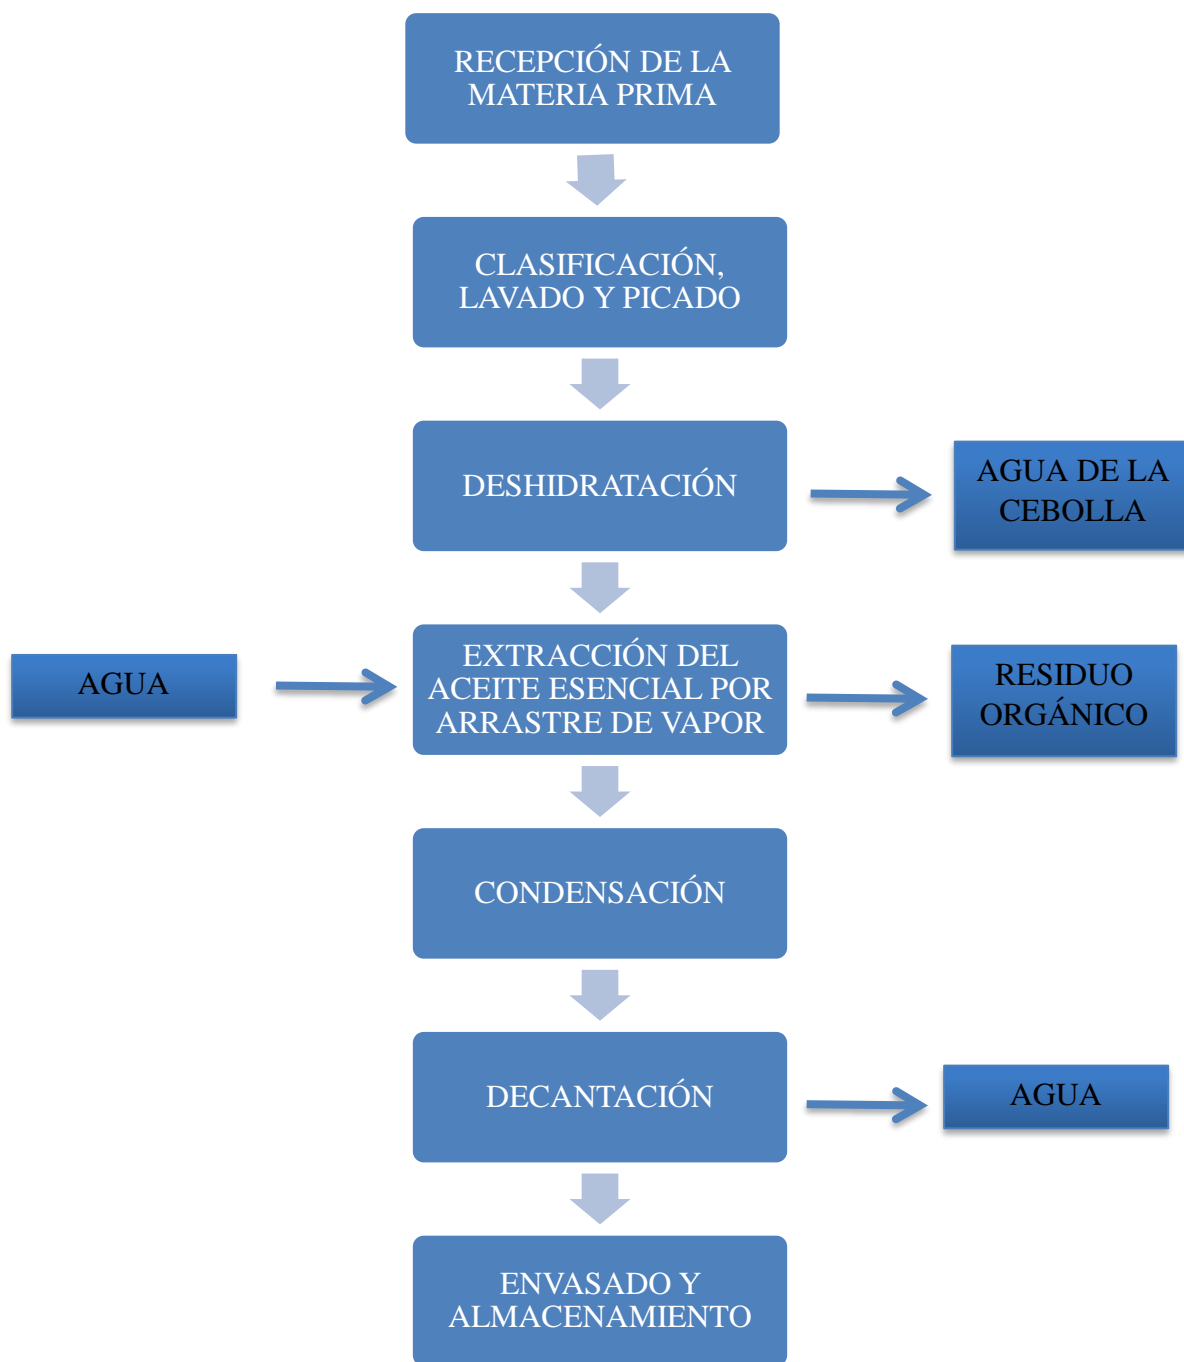 RECEPCIÓN DE LA
MATERIA PRIMA
CLASIFICACIÓN,
LAVADO Y PICADO
DESHIDRATACIÓN
AGUA DE LA
CEBOLLA
AGUA
EXTRACCIÓN DEL
ACEITE ESENCIAL POR
ARRASTRE DE VAPOR
RESIDUO
ORGÁNICO
CONDENSACIÓN
DECANTACIÓN
AGUA
ENVASADO Y
ALMACENAMIENTO